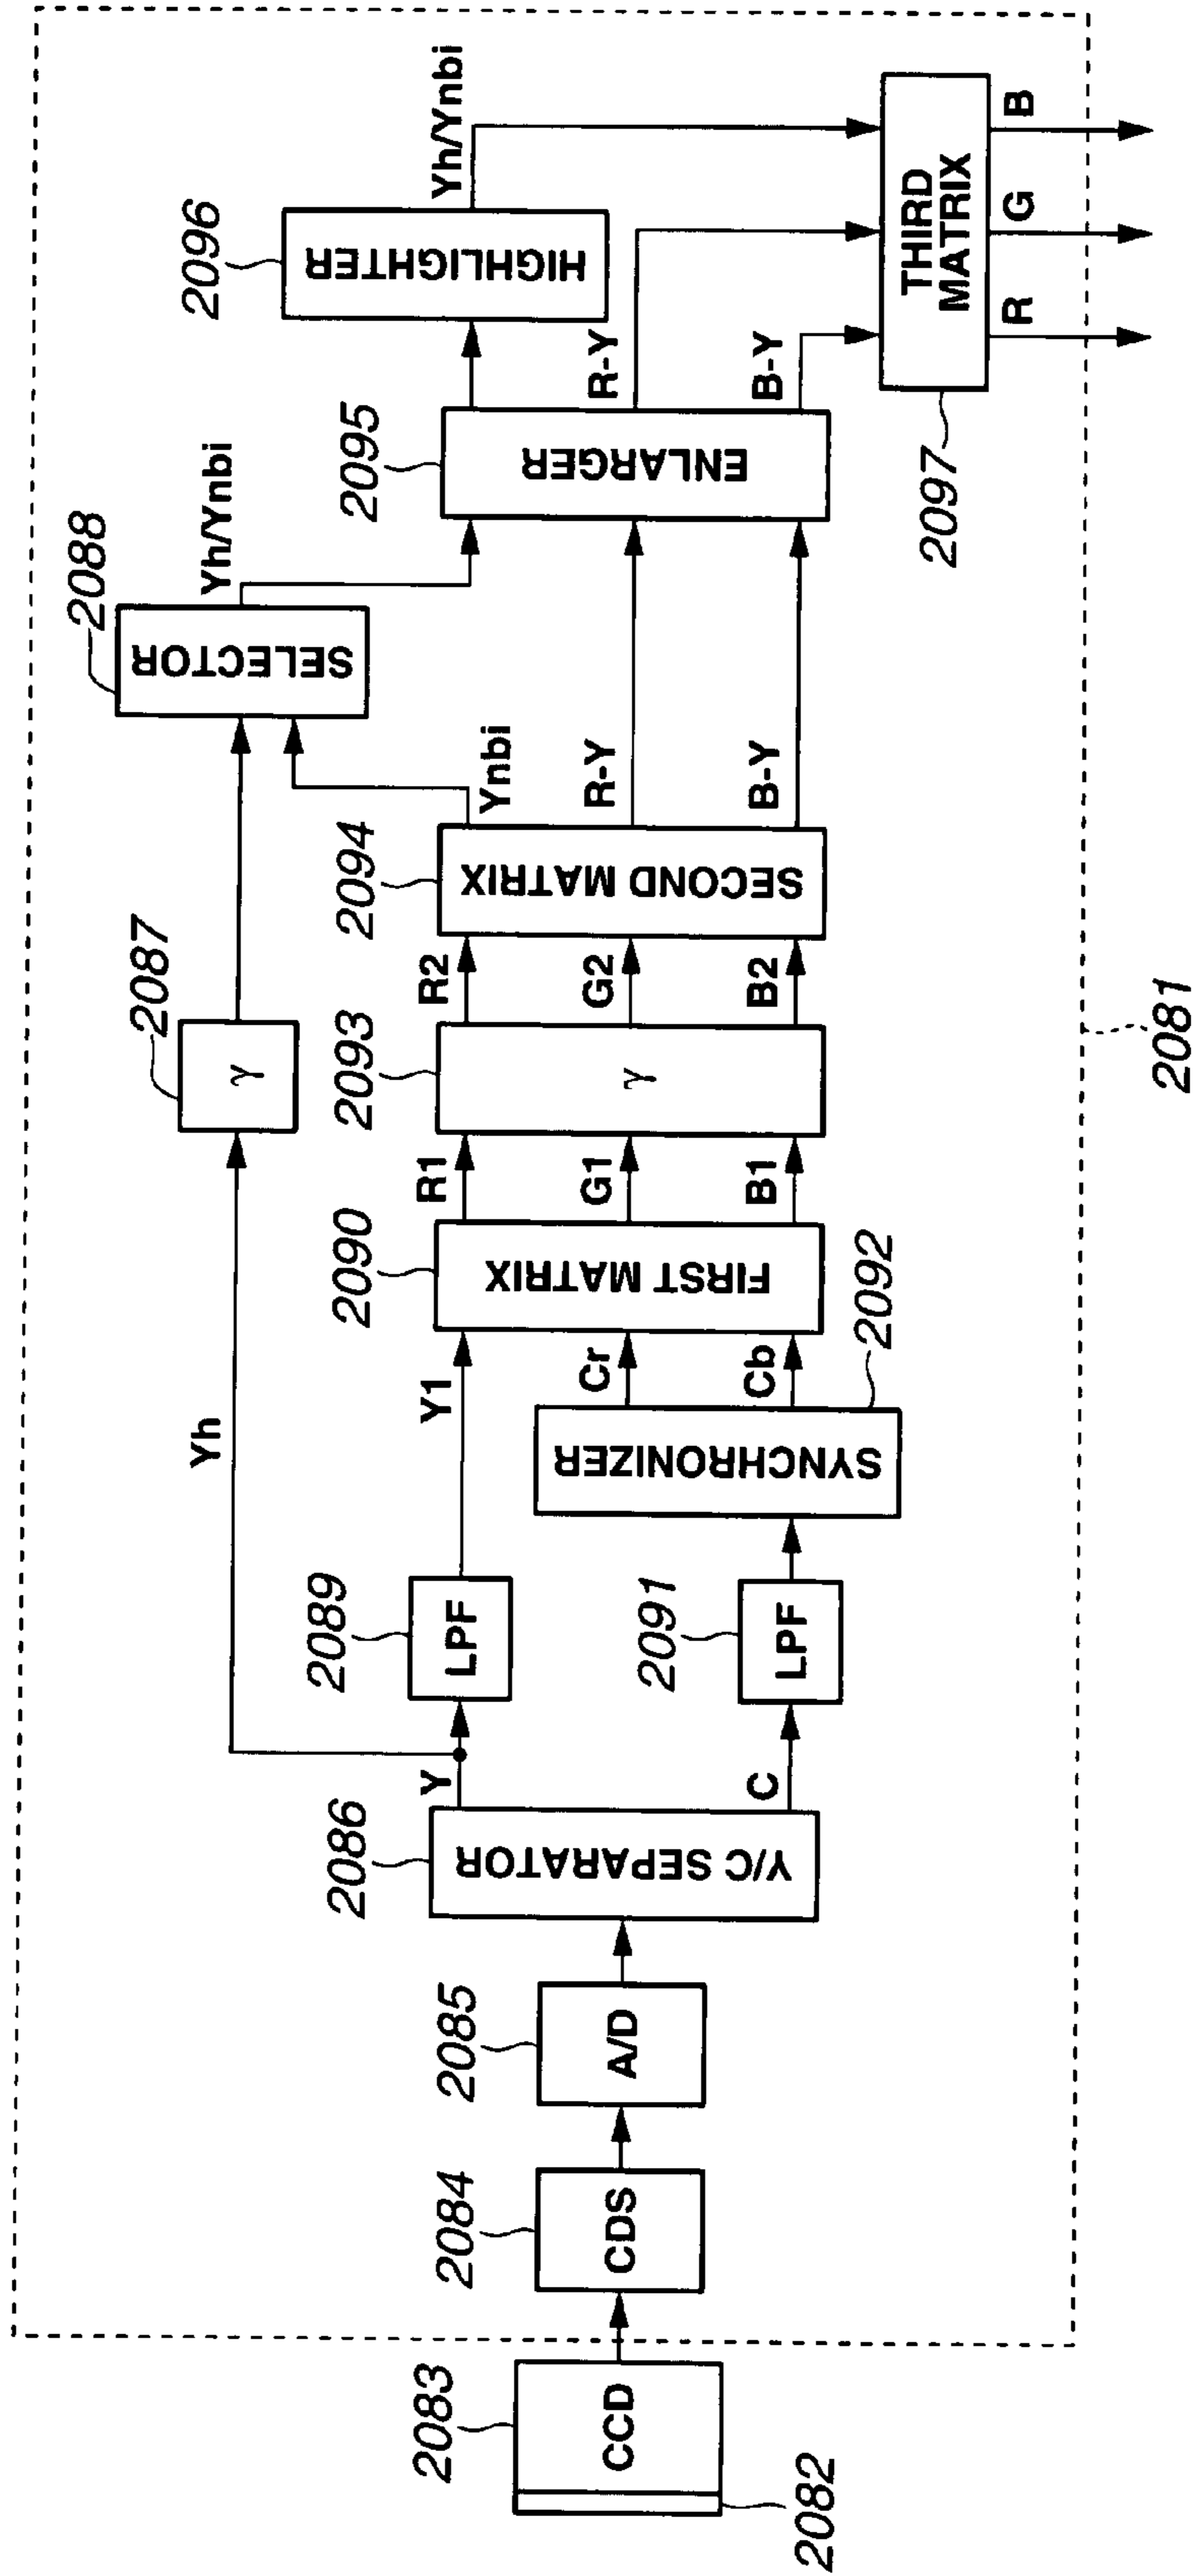 2083
CCD
2082
2084
CDS
2085
A/D
2086
Y/C SEPARATOR
Y
C
Yh
2089
LPF
2091
LPF
Y1
SYNCHRONIZER
2092
Cr
Cb
2090
FIRST MATRIX
R1
G1
B1
2087
γ
2093
γ
R2
G2
B2
2094
SECOND MATRIX
Ynbi
R-Y
B-Y
2088
SELECTOR
Yh/Ynbi
2095
ENLARGER
R-Y
B-Y
2096
HIGHLIGHTER
Yh/Ynbi
THIRD
MATRIX
2097
R
G
B
2081